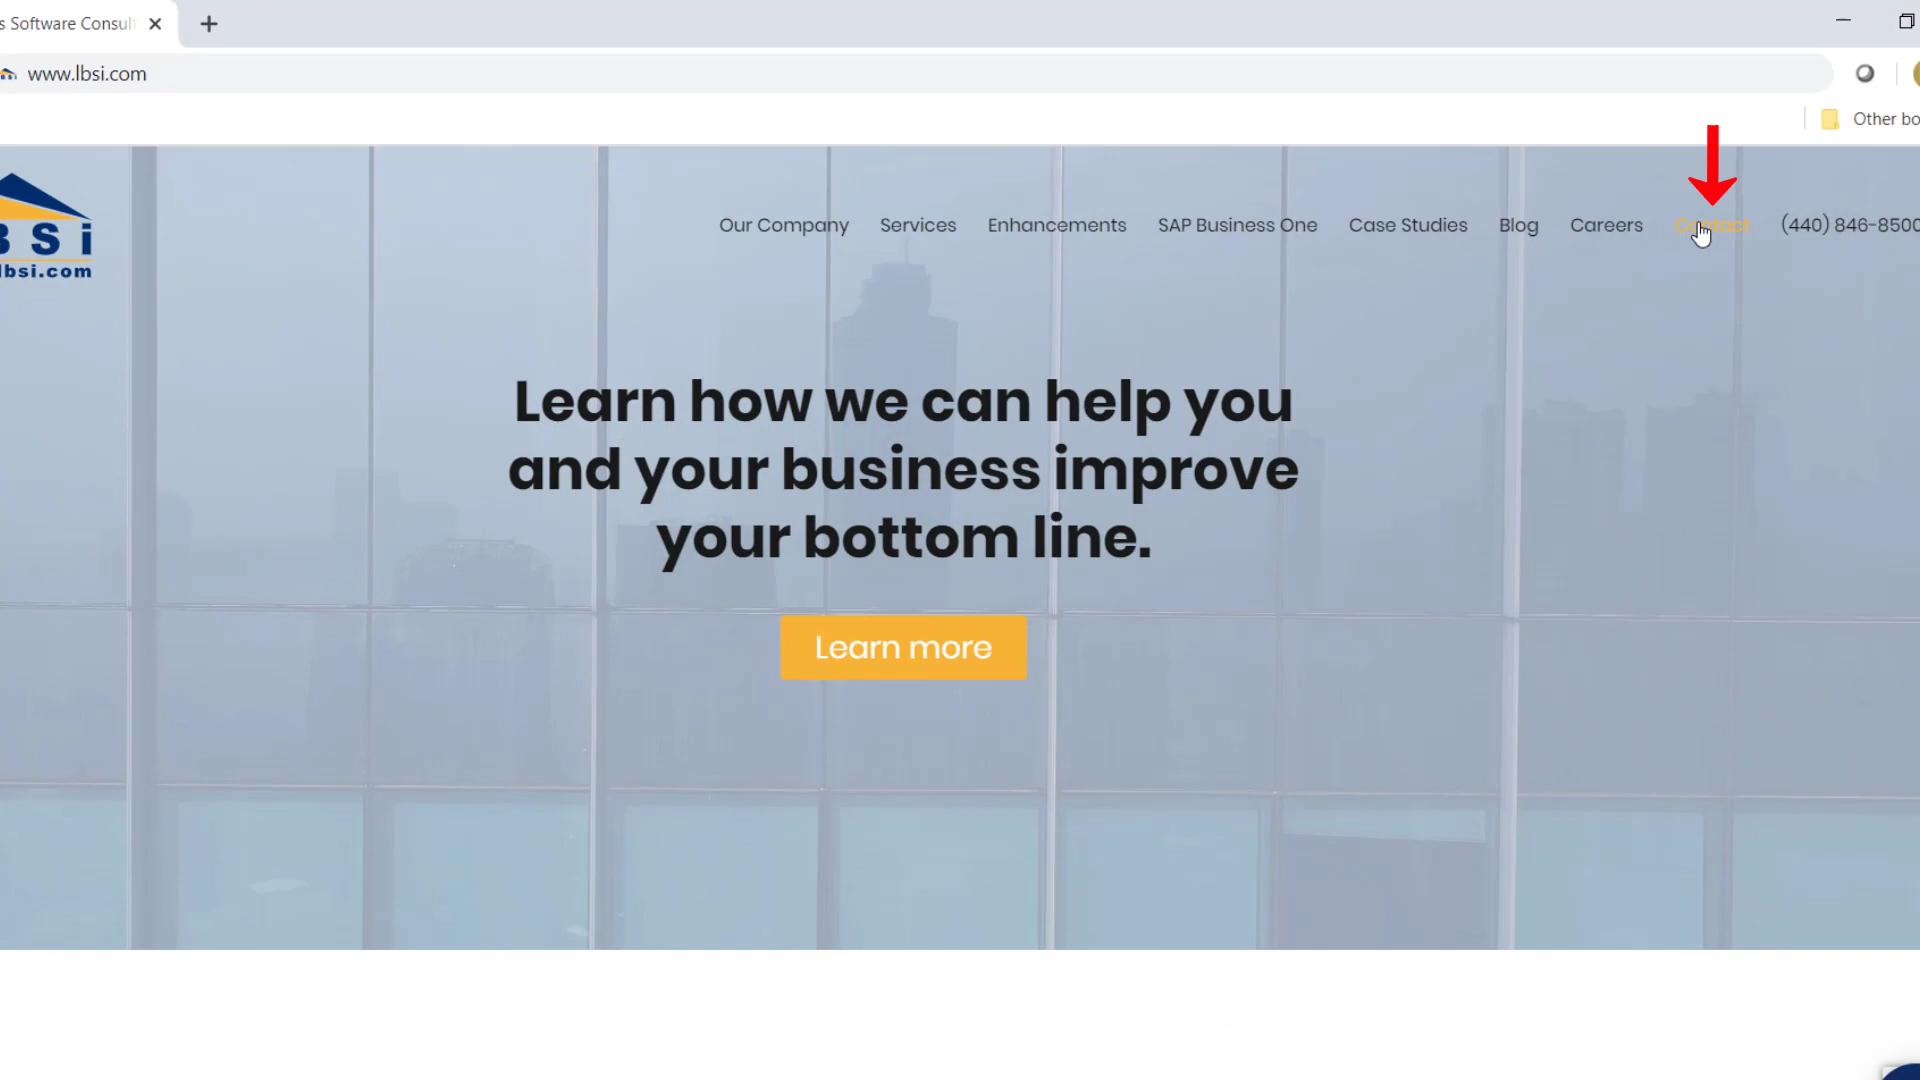 s Software Consul
www.lbsi.com
Other bo
B S i
lbsi.com
Our Company Services Enhancements SAP Business One Case Studies Blog Careers Contact (440) 846-8500
Learn how we can help you
and your business improve
your bottom line.
Learn more